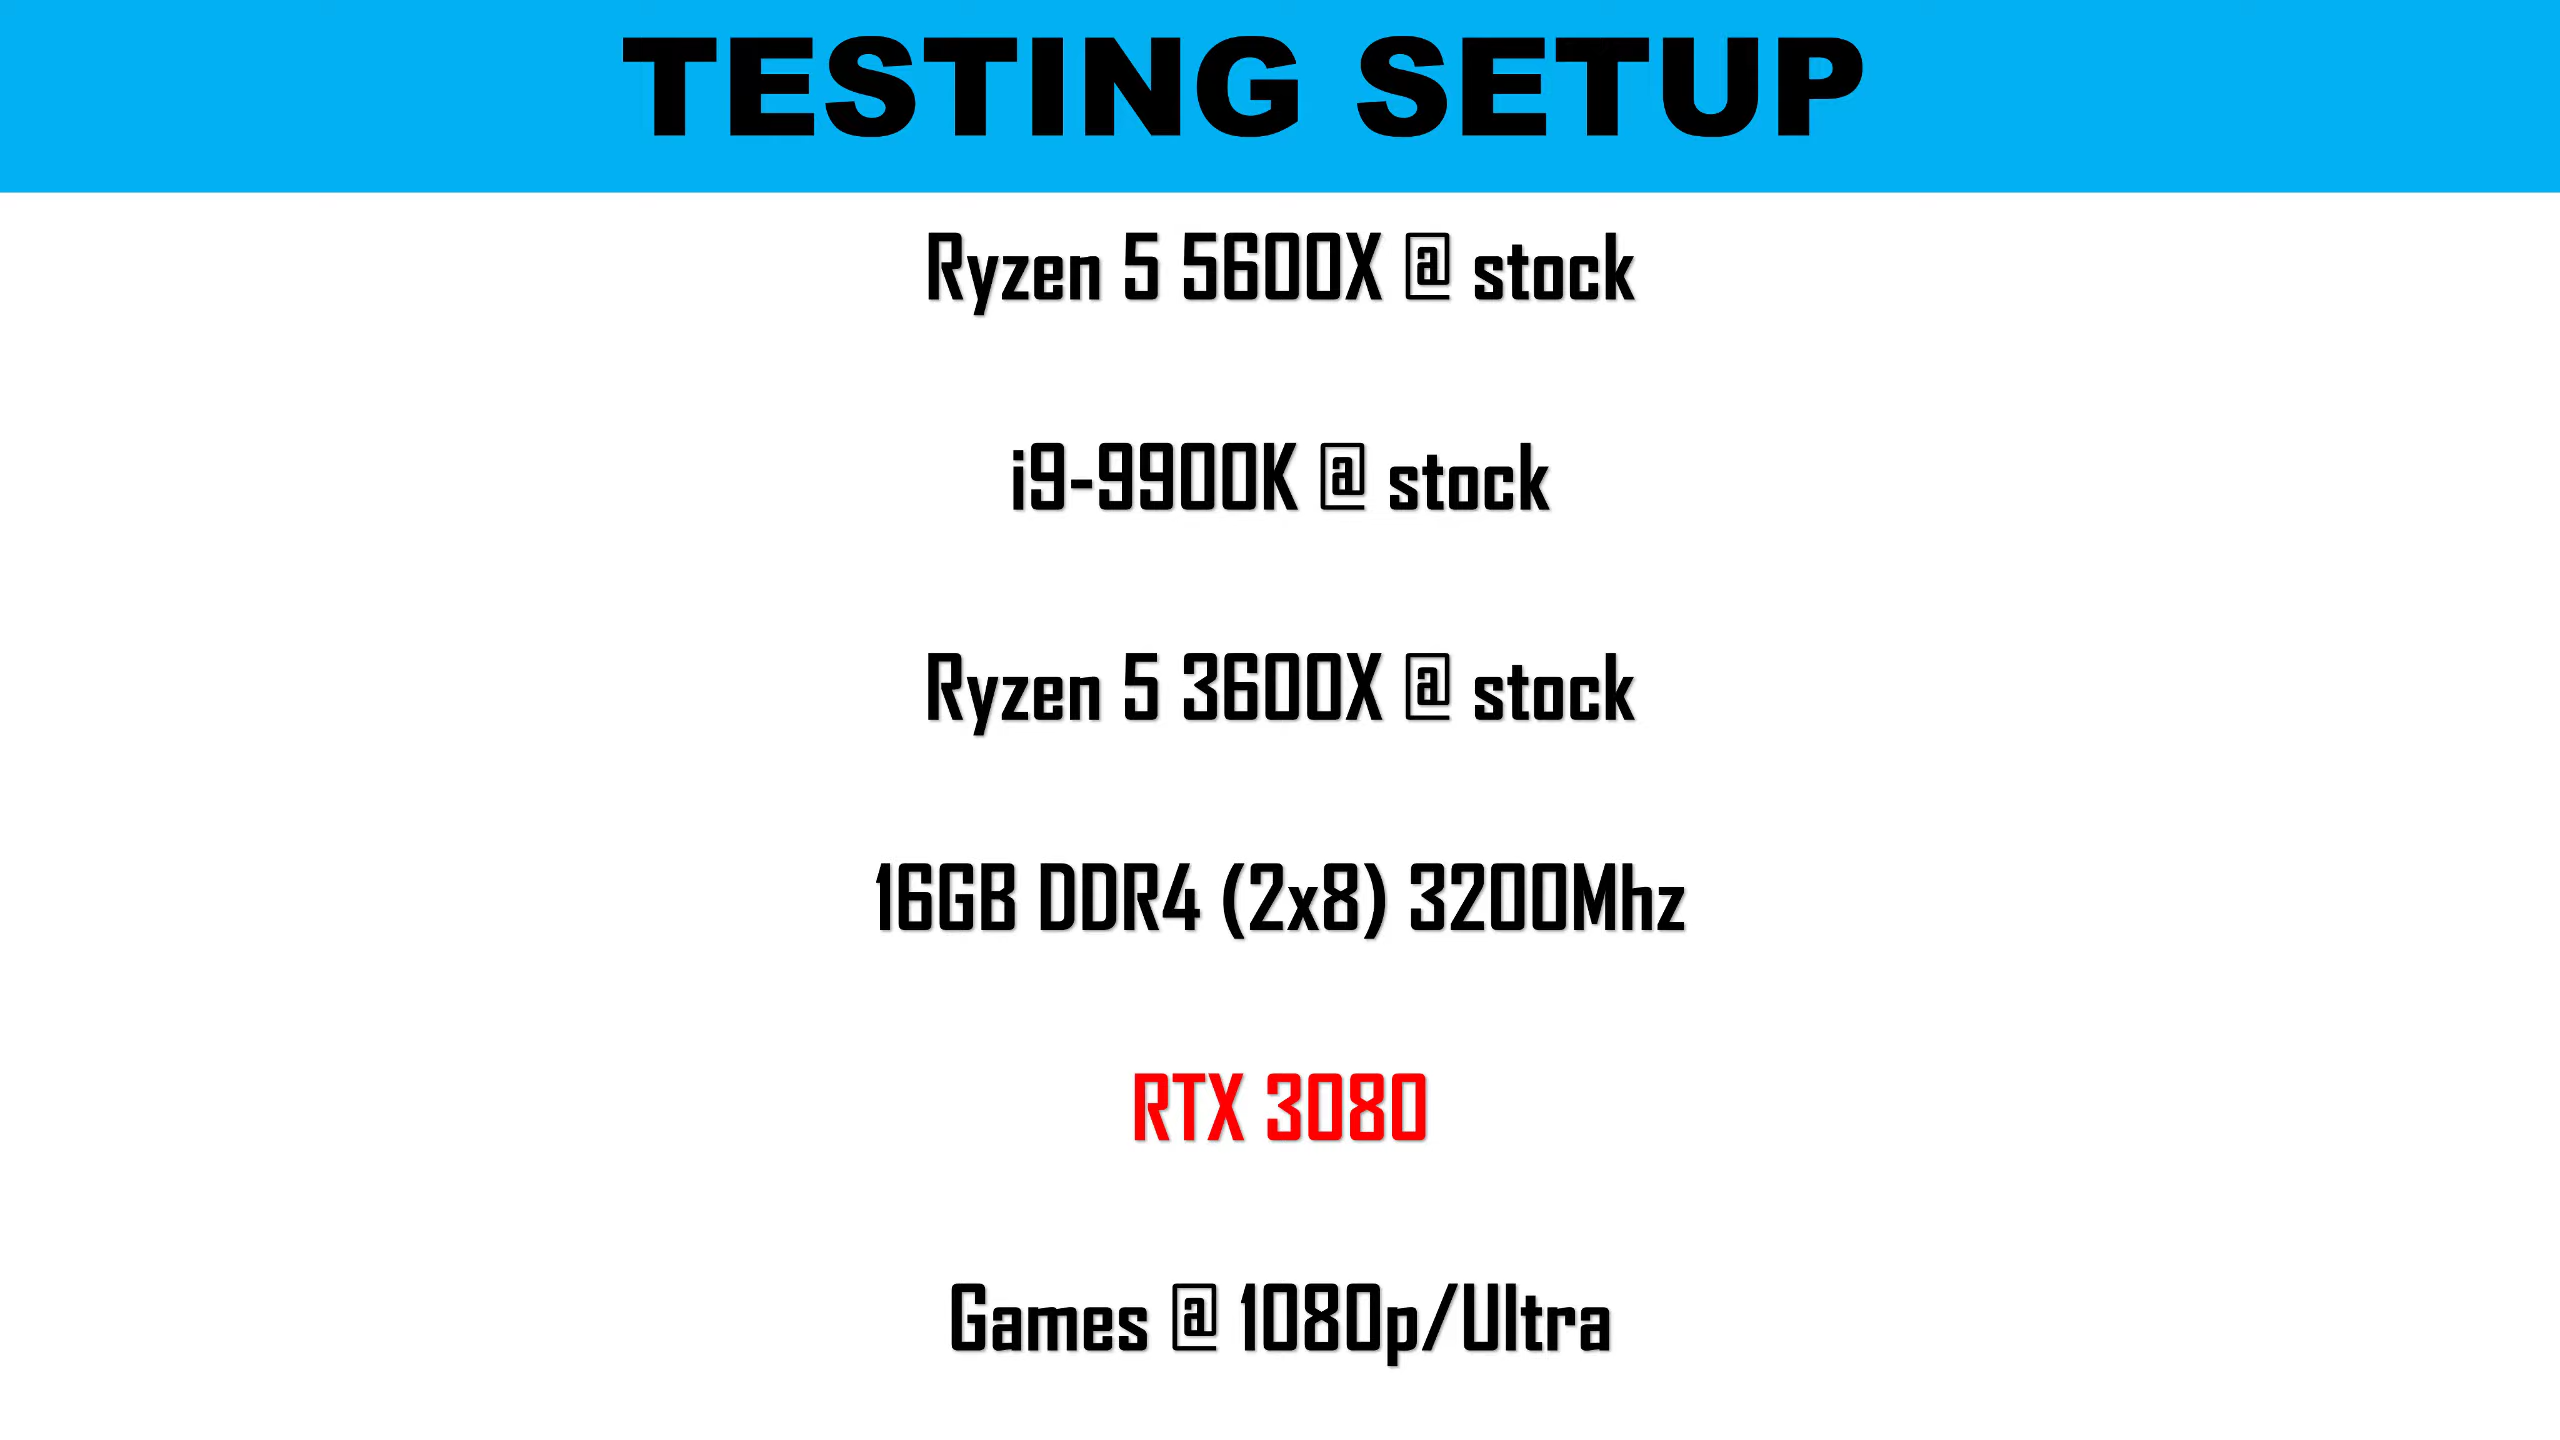 TESTING SETUP
Ryzen 5 5600X @ stock
i9-9900K @ stock
Ryzen 5 3600X @ stock
16GB DDR4 (2x8) 3200Mhz
RTX 3080
Games @ 1080p/Ultra